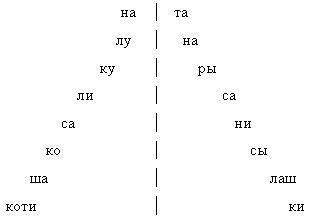 на | та
лу | на
ку | ры
ли | са
са | ни
ко | сы
ша | лаш
коти | ки